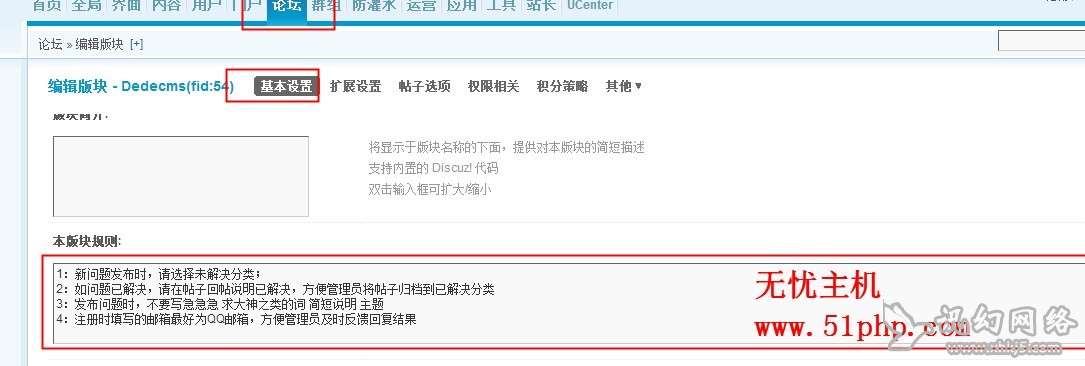 首页 全局 界面 内容 用户 门户 论坛 群组 防灌水 运营 应用 工具 站长 UCenter
论坛 » 编辑版块 [+]
编辑版块 - Dedecms(fid:54) 基本设置 扩展设置 帖子选项 权限相关 积分策略 其他
版块简介:
将显示于版块名称的下面，提供对本版块的简短描述
支持内置的 Discuz! 代码
双击输入框可扩大/缩小
本版块规则:
1：新问题发布时，请选择未解决分类；
2：如问题已解决，请在帖子回帖说明已解决，方便管理员将帖子归档到已解决分类
3：发布问题时，不要写急急急 求大神之类的词 简短说明 主题
4：注册时填写的邮箱最好为QQ邮箱，方便管理员及时反馈回复结果
无忧主机
www.51php.com
讯幻网络